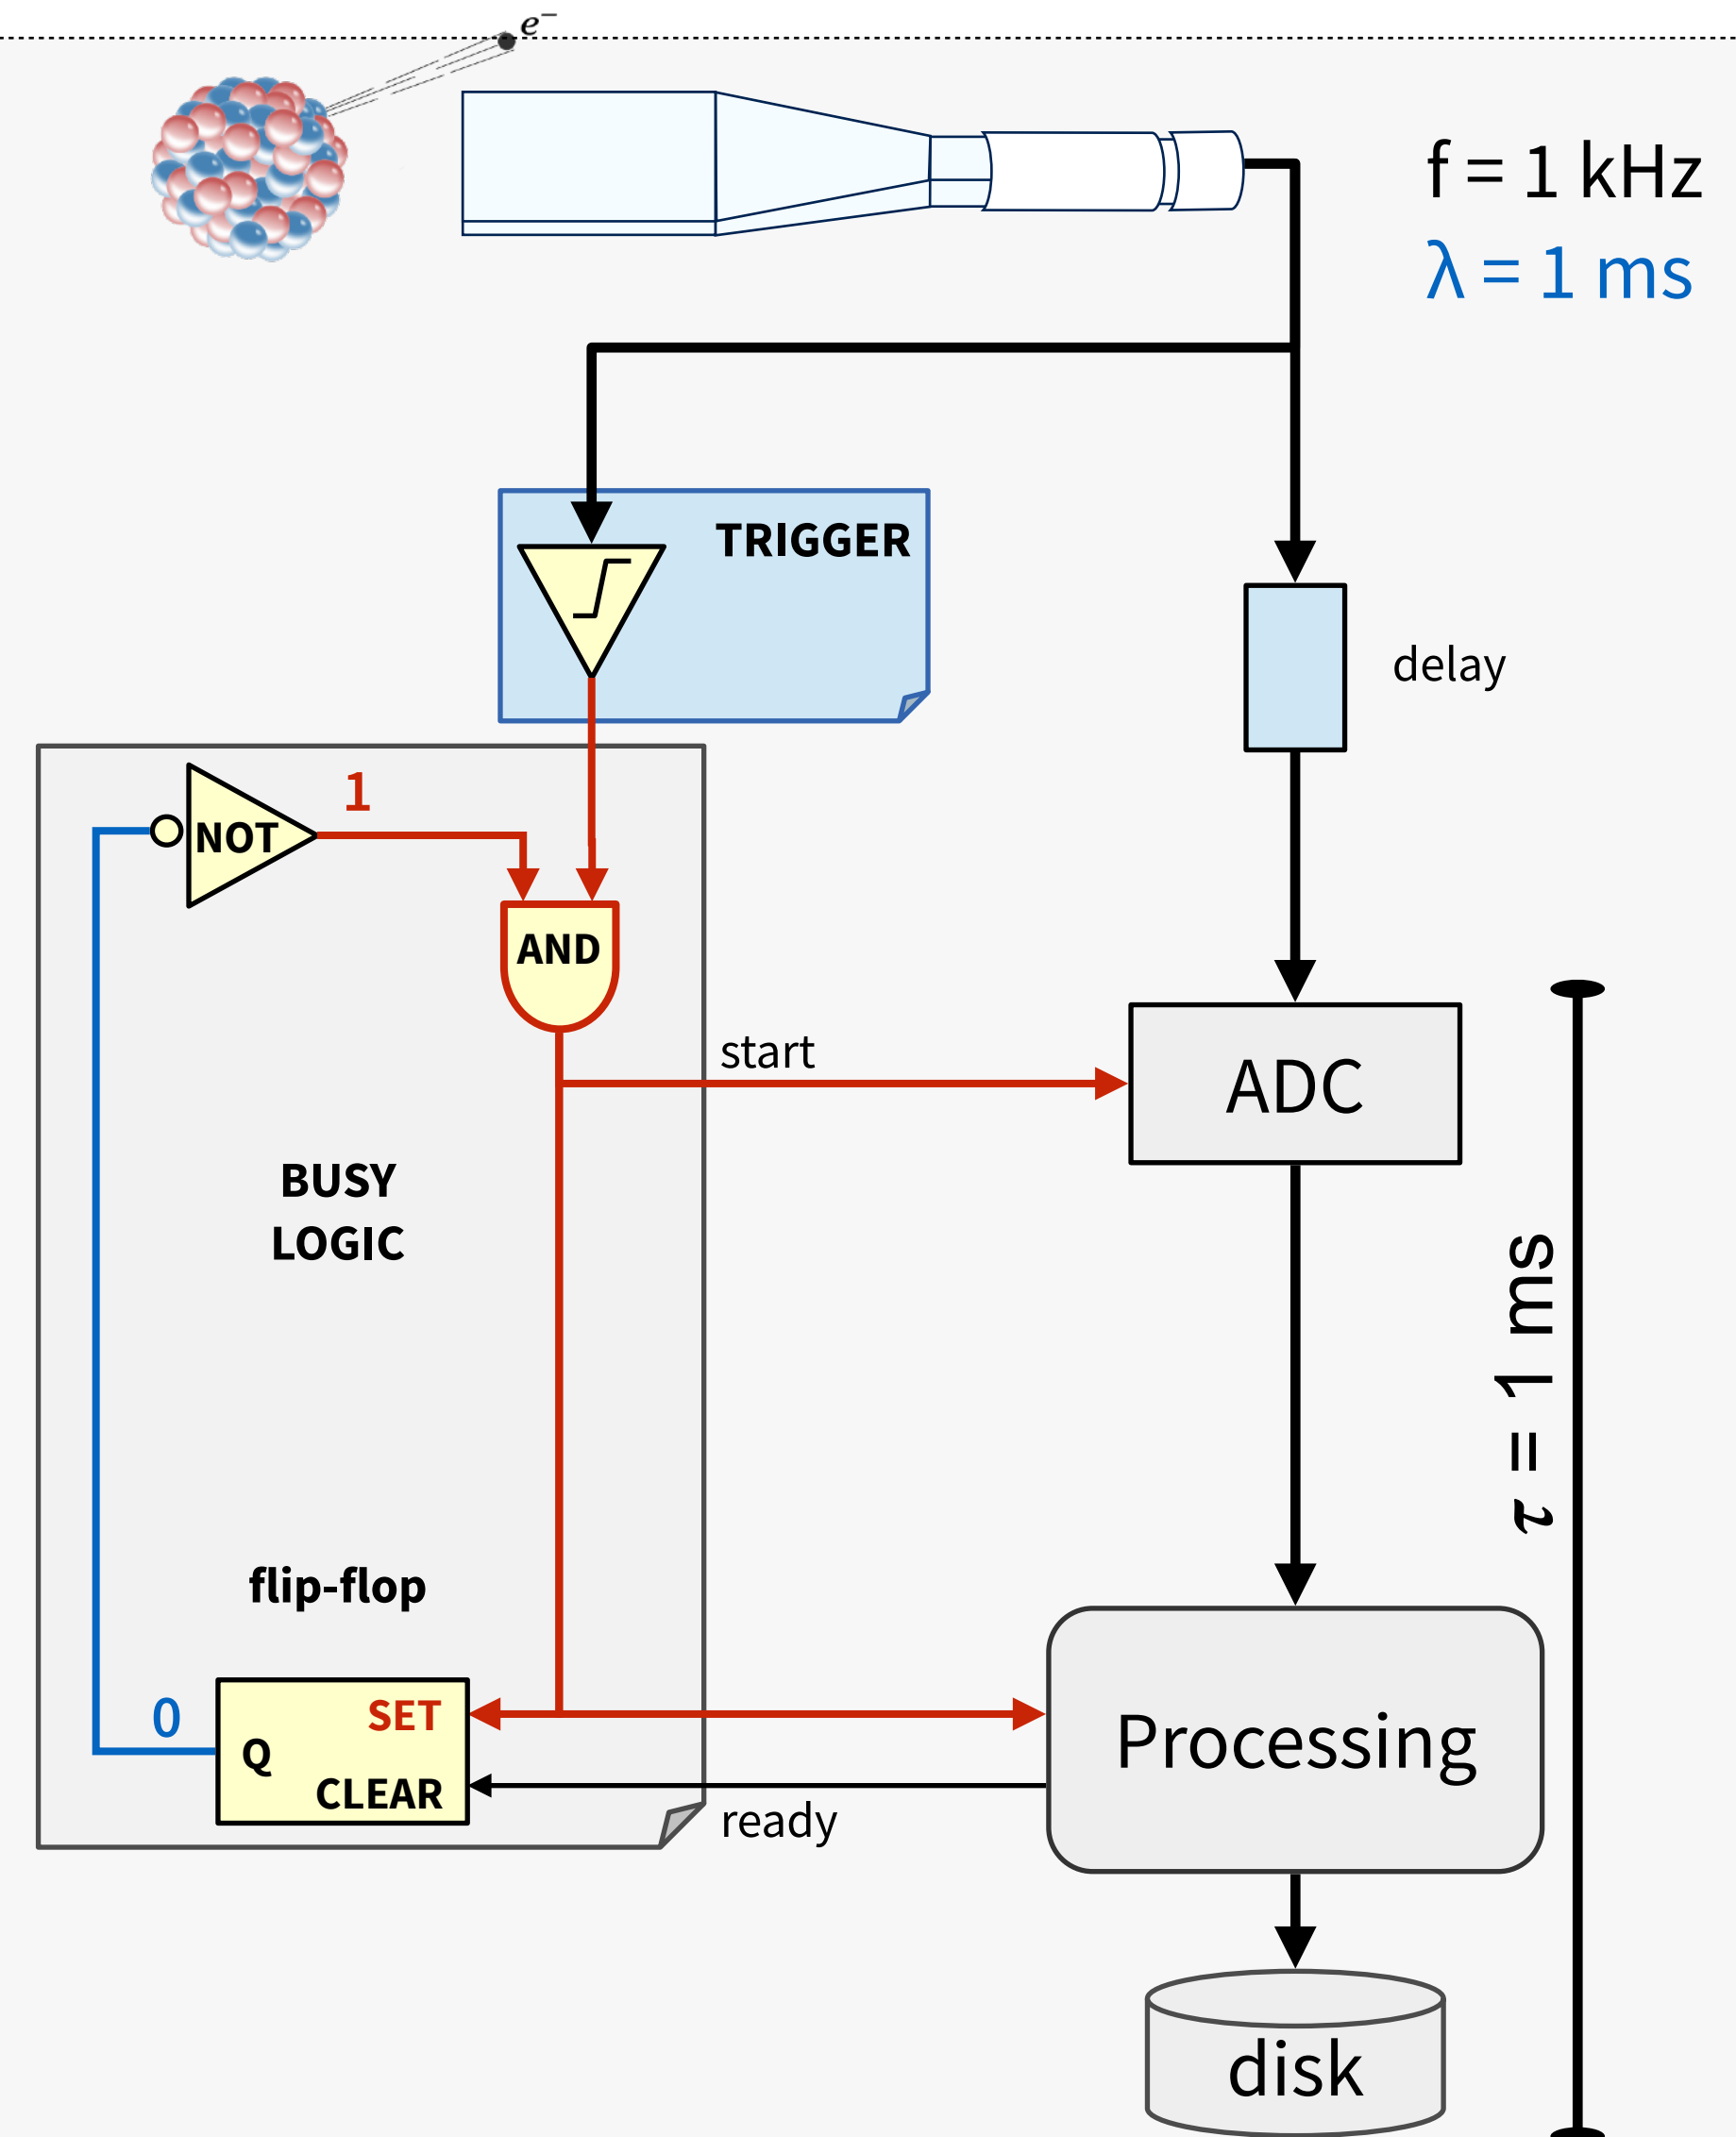 e⁻
f = 1 kHz
λ = 1 ms
TRIGGER
delay
1
NOT
AND
start
ADC
BUSY
LOGIC
τ = 1 ms
flip-flop
0
SET
Q
CLEAR
Processing
ready
disk